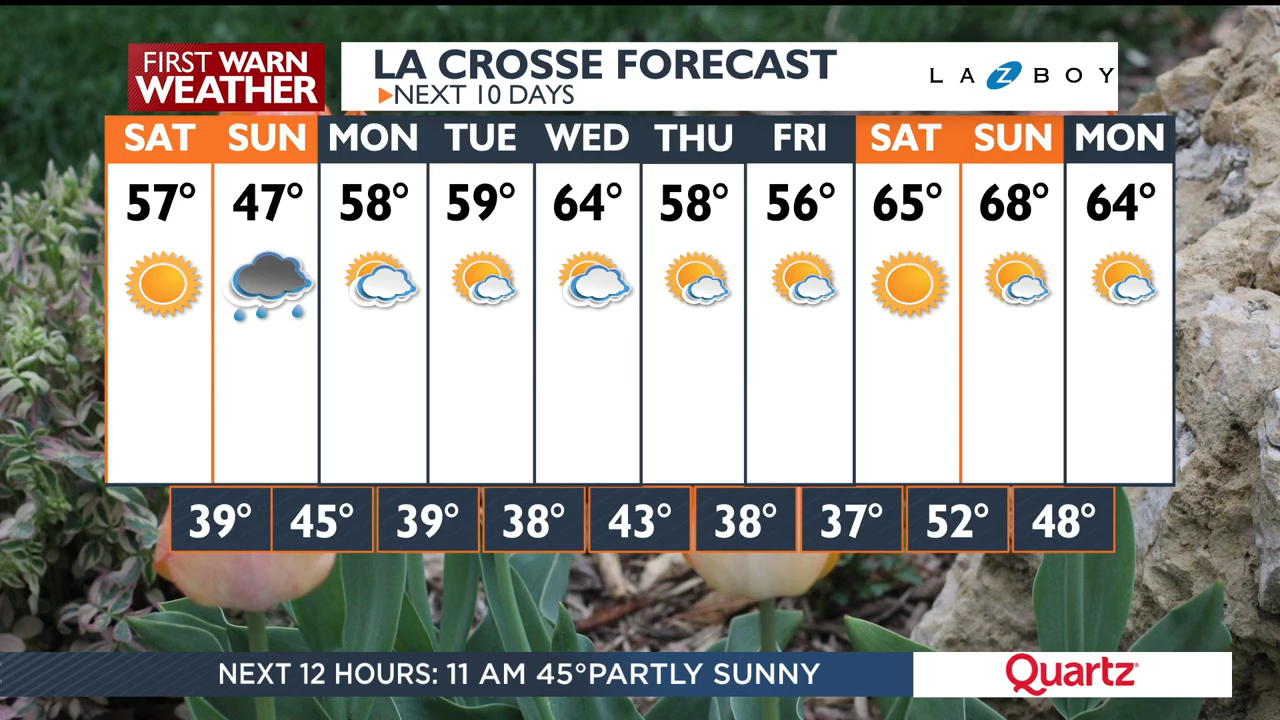 FIRST WARN
WEATHER
LA CROSSE FORECAST
NEXT 10 DAYS
LA Z BOY
SAT SUN MON TUE WED THU FRI SAT SUN MON
57° 47° 58° 59° 64° 58° 56° 65° 68° 64°
39° 45° 39° 38° 43° 38° 37° 52° 48°
NEXT 12 HOURS: 11 AM 45°PARTLY SUNNY
Quartz